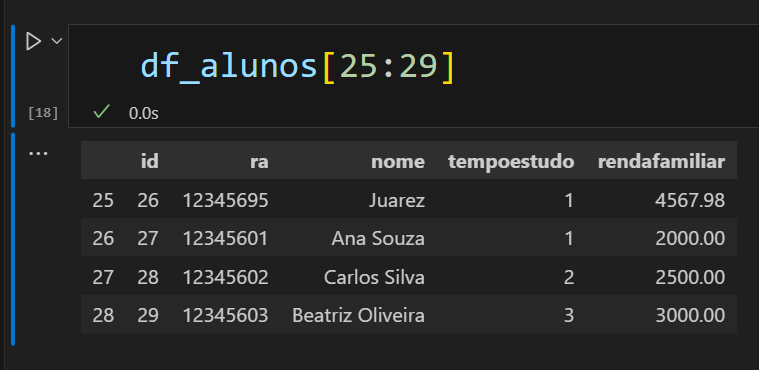 df_alunos[25:29]
[18]
0.0s
...
id ra nome tempoestudo rendafamiliar
25 26 12345695 Juarez 1 4567.98
26 27 12345601 Ana Souza 1 2000.00
27 28 12345602 Carlos Silva 2 2500.00
28 29 12345603 Beatriz Oliveira 3 3000.00